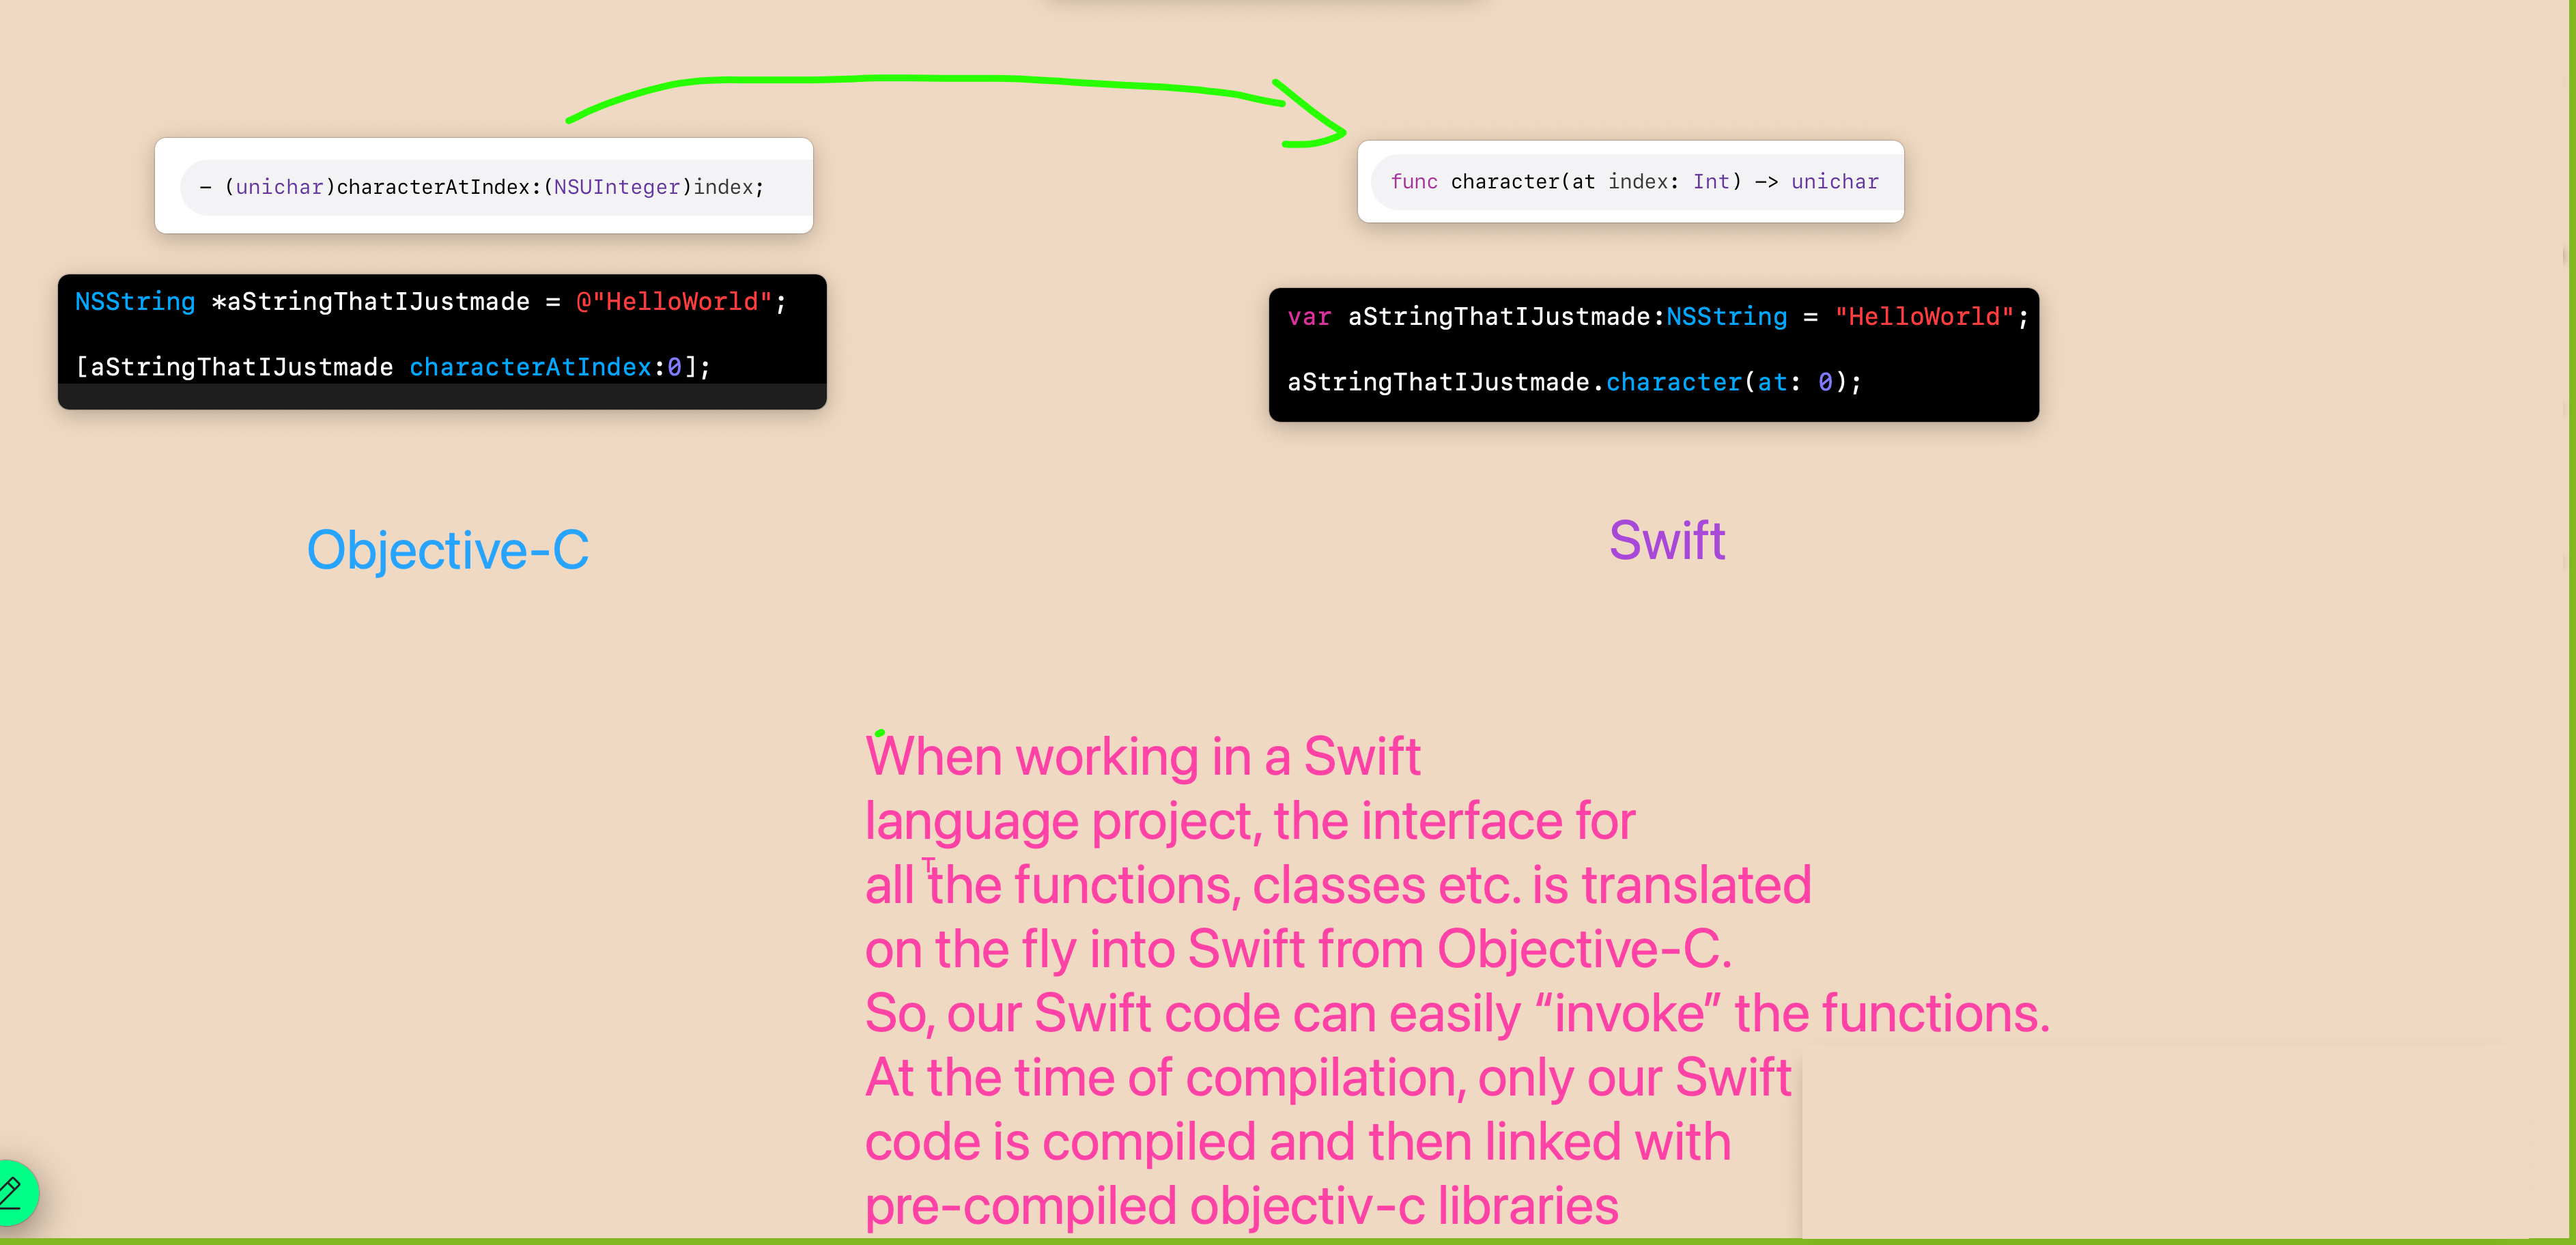 - (unichar)characterAtIndex:(NSUInteger)index;
NSString *aStringThatIJustmade = @"HelloWorld";
[aStringThatIJustmade characterAtIndex:0];
Objective-C
func character(at index: Int) -> unichar
var aStringThatIJustmade:NSString = "HelloWorld";
aStringThatIJustmade.character(at: 0);
Swift
When working in a Swift
language project, the interface for
all the functions, classes etc. is translated
on the fly into Swift from Objective-C.
So, our Swift code can easily “invoke” the functions.
At the time of compilation, only our Swift
code is compiled and then linked with
pre-compiled objectiv-c libraries